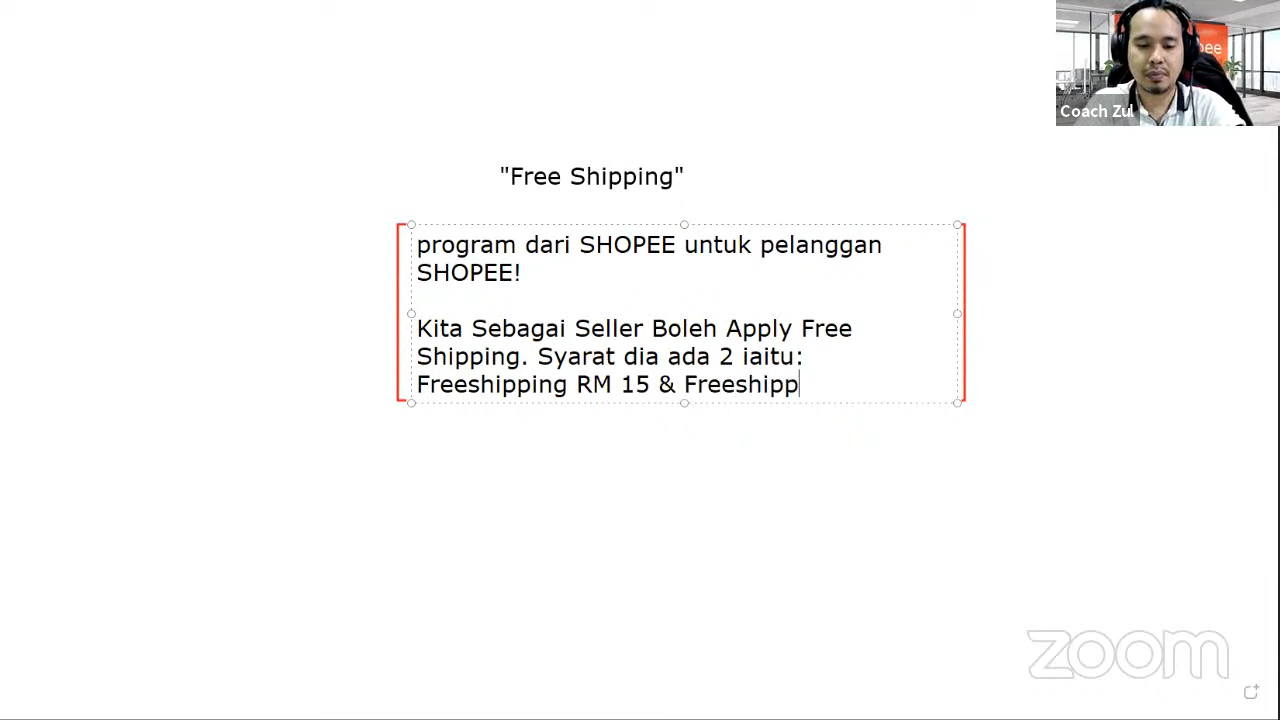 pee
Coach Zul
"Free Shipping"
program dari SHOPEE untuk pelanggan
SHOPEE!
Kita Sebagai Seller Boleh Apply Free
Shipping. Syarat dia ada 2 iaitu:
Freeshipping RM 15 & Freeshipp
zoom